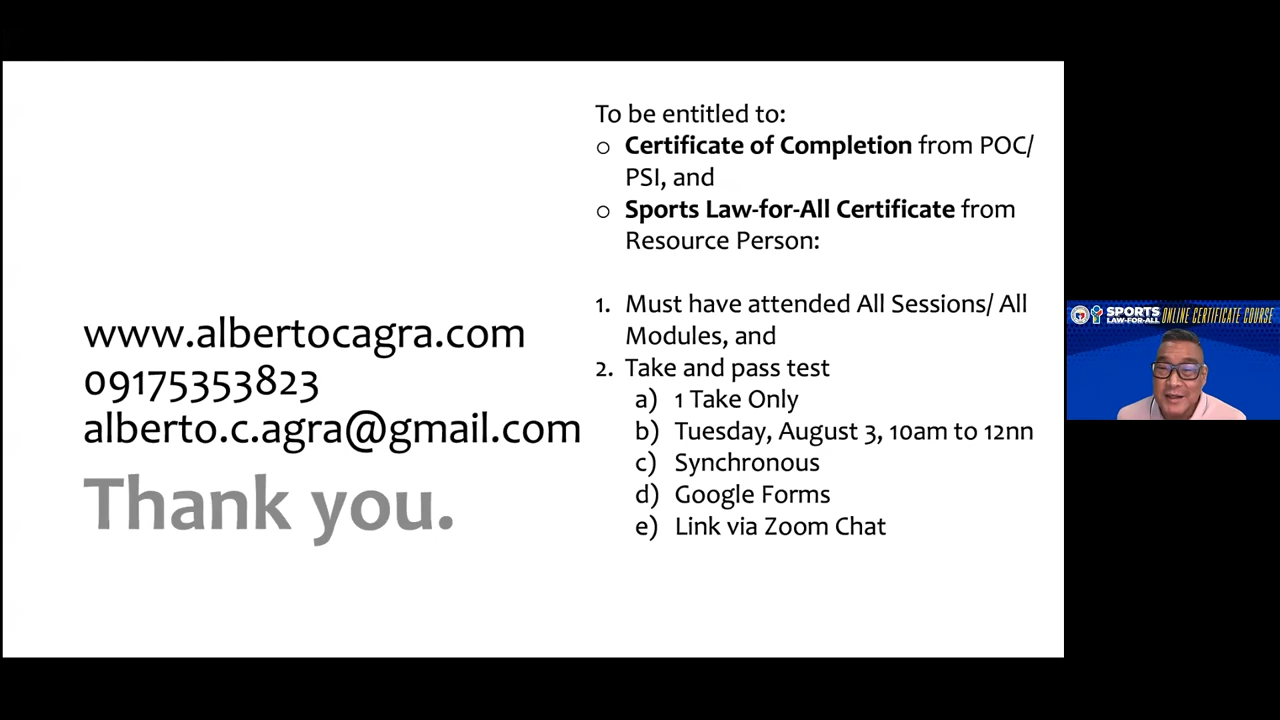 www.albertocagra.com
09175353823
alberto.c.agra@gmail.com
Thank you.
To be entitled to:
○ Certificate of Completion from POC/
PSI, and
○ Sports Law-for-All Certificate from
Resource Person:
1. Must have attended All Sessions/ All
Modules, and
2. Take and pass test
a) 1 Take Only
b) Tuesday, August 3, 10am to 12nn
c) Synchronous
d) Google Forms
e) Link via Zoom Chat
SPORTS
LAW-FOR-ALL
ONLINE CERTIFICATE COURSE